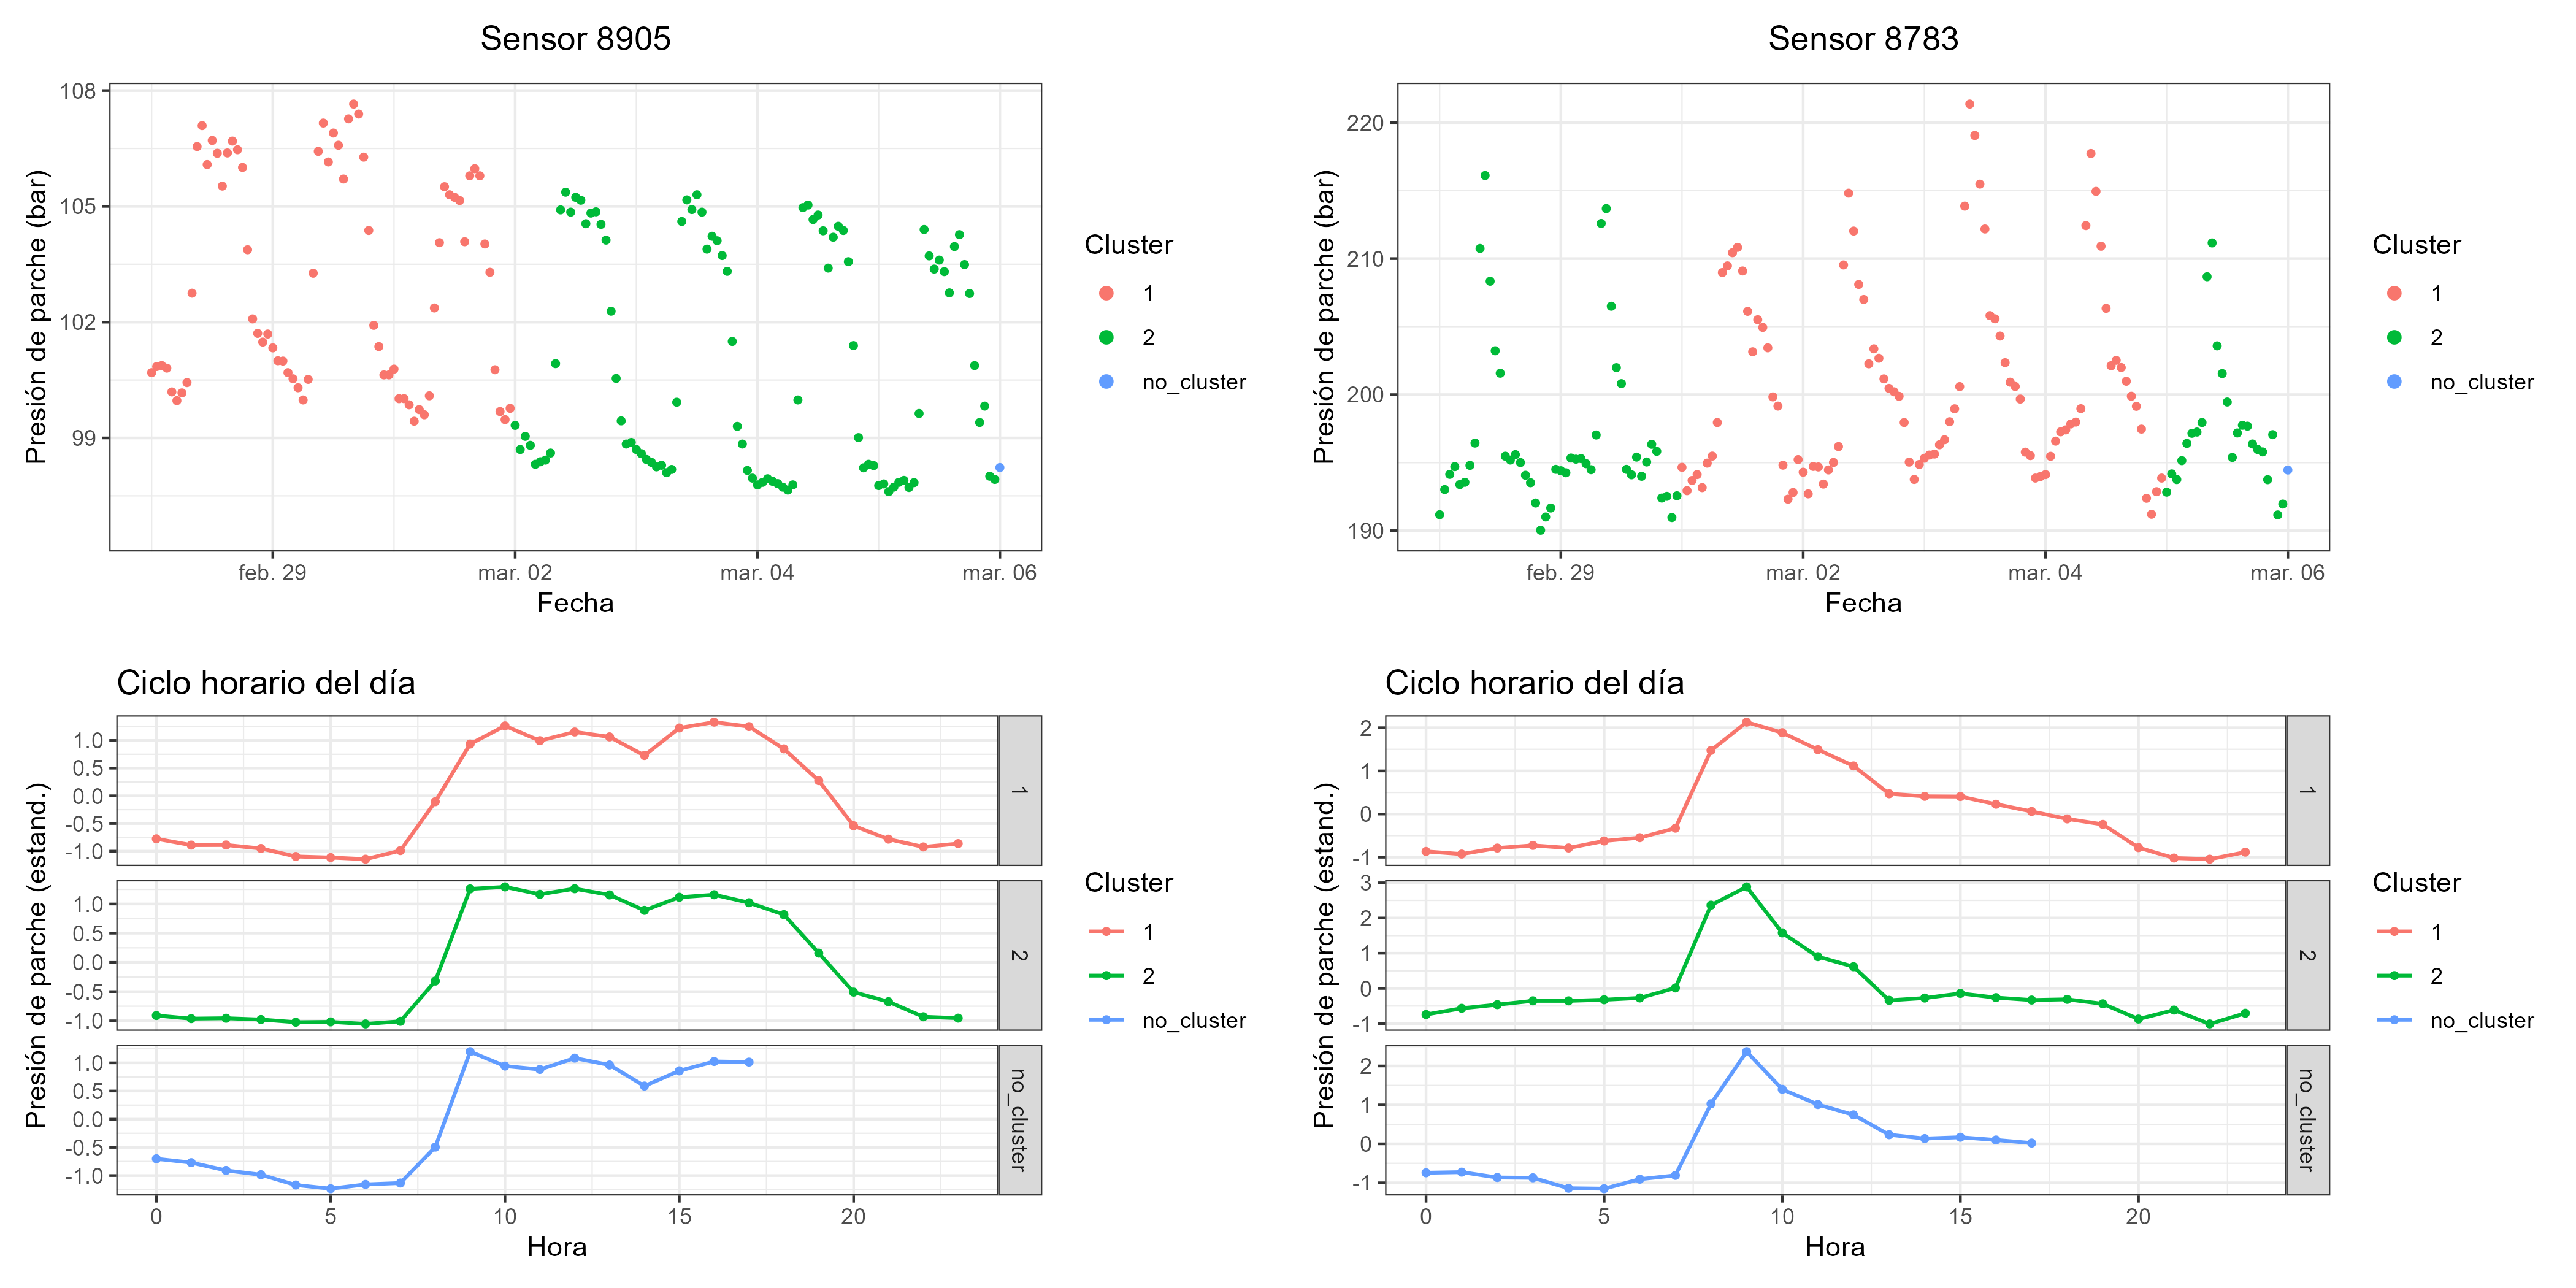 Sensor 8905
Presión de parche (bar)
108
105
102
99
feb. 29
mar. 02
mar. 04
mar. 06
Fecha
Cluster
1
2
no_cluster
Sensor 8783
Presión de parche (bar)
220
210
200
190
feb. 29
mar. 02
mar. 04
mar. 06
Fecha
Cluster
1
2
no_cluster
Ciclo horario del día
Presión de parche (estand.)
1.0
0.5
0.0
-0.5
-1.0
1
1.0
0.5
0.0
-0.5
-1.0
2
1.0
0.5
0.0
-0.5
-1.0
no_cluster
0
5
10
15
20
Hora
Cluster
1
2
no_cluster
Ciclo horario del día
Presión de parche (estand.)
2
1
0
-1
1
3
2
1
0
-1
2
2
1
0
-1
no_cluster
0
5
10
15
20
Hora
Cluster
1
2
no_cluster